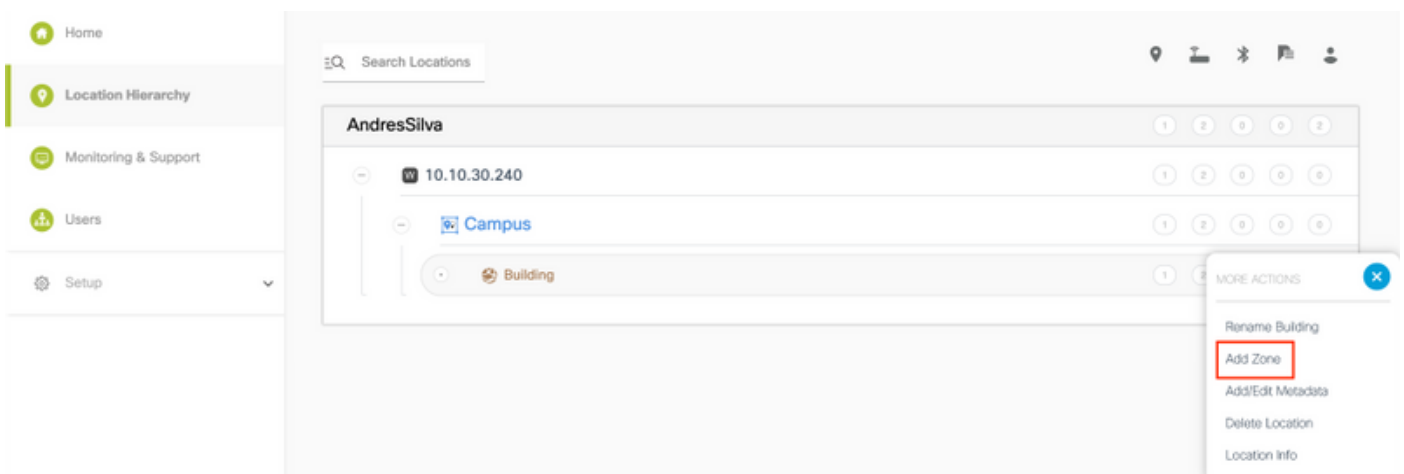 Home
Search Locations
Location Hierarchy
AndresSilva 1 2 0 0 2
Monitoring & Support
W 10.10.30.240 1 2 0 0 0
Users
Campus 1 2 0 0 0
Setup
Building 1 2
MORE ACTIONS
Rename Building
Add Zone
Add/Edit Metadata
Delete Location
Location Info